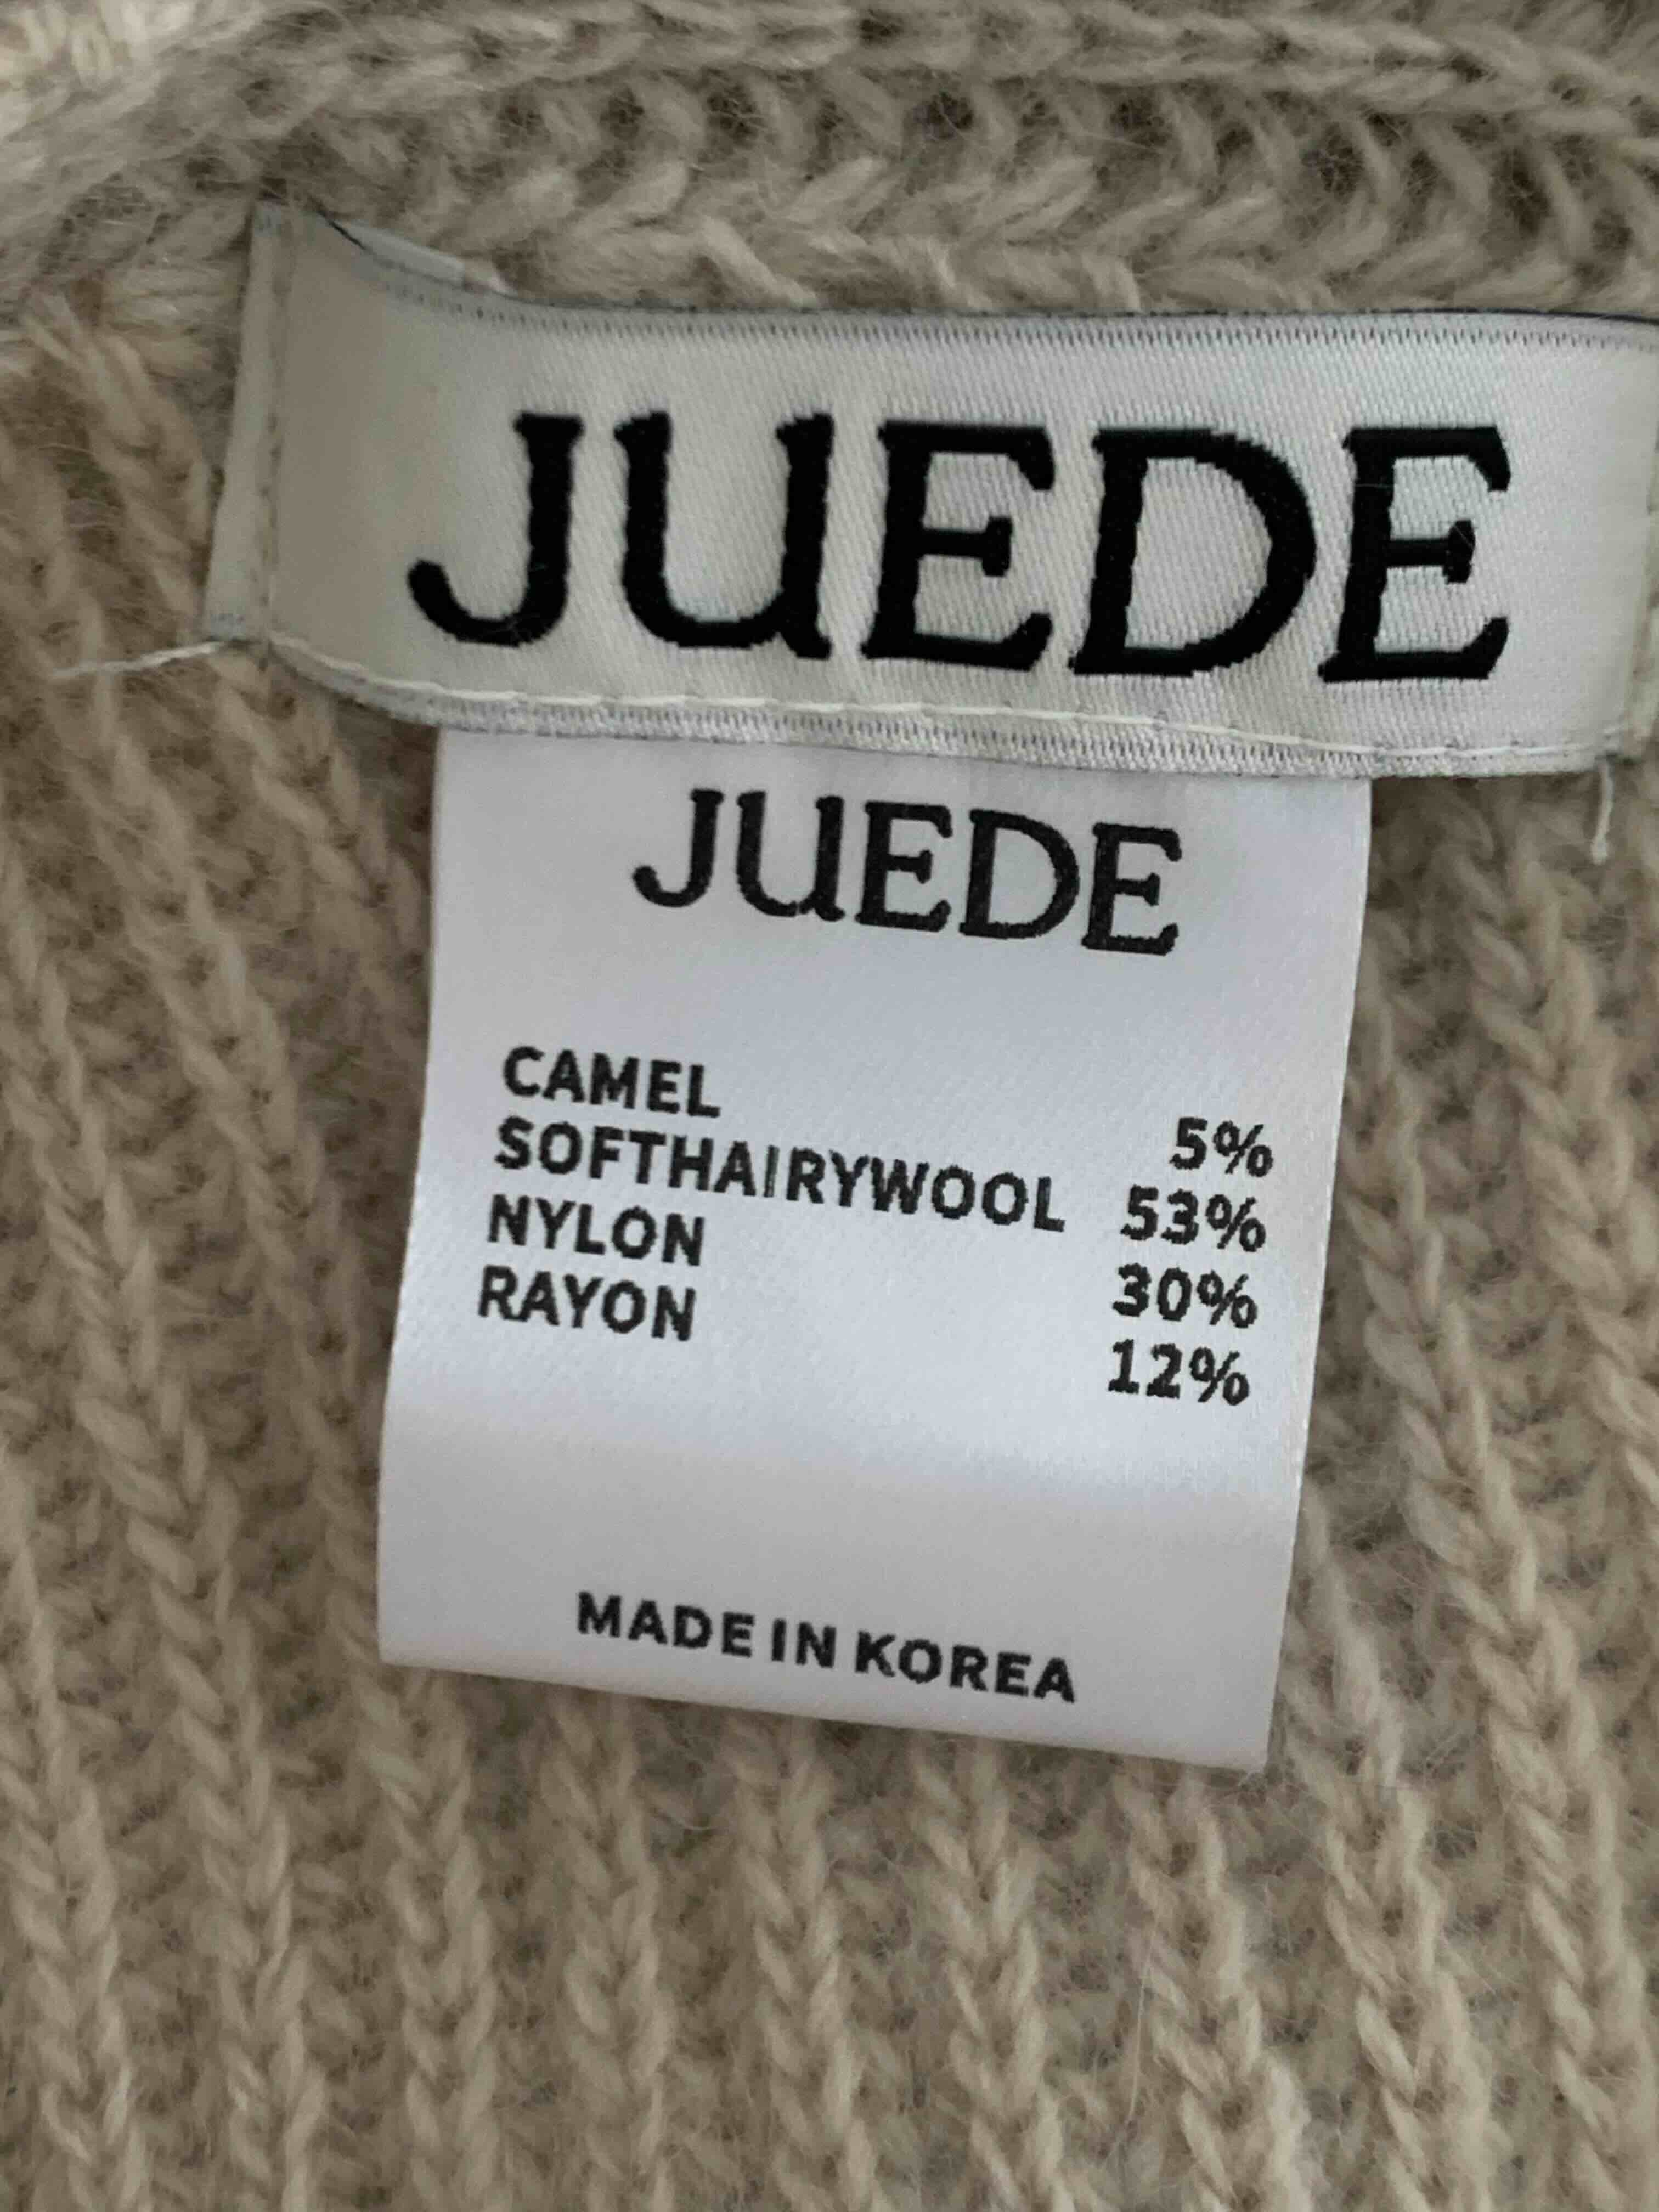 JUEDE
JUEDE
CAMEL 5%
SOFTHAIRYWOOL 53%
NYLON 30%
RAYON 12%
MADE IN KOREA